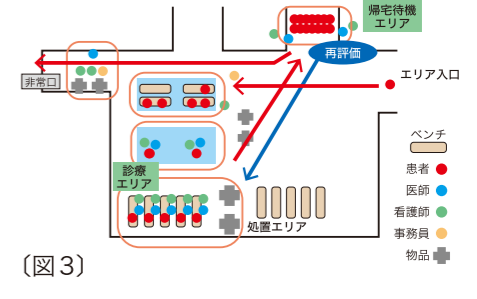 帰宅待機
エリア
再評価
非常口
エリア入口
ベンチ
患者
医師
診療
エリア
看護師
処置エリア
事務員
物品
〔図3〕